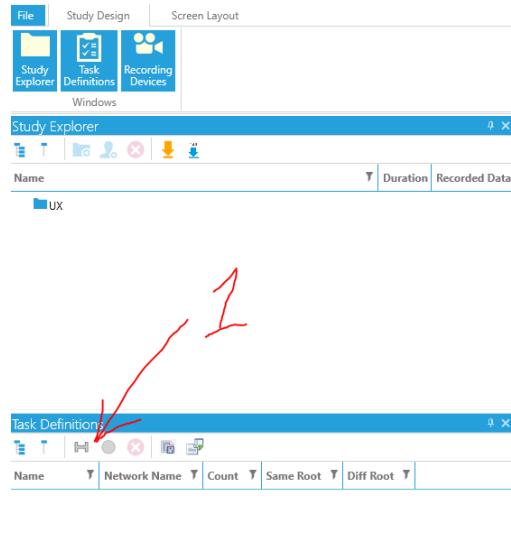 File Study Design Screen Layout
Study Explorer
Task Definitions
Recording Devices
Windows
Study Explorer
Name Duration Recorded Data
UX
1
Task Definitions
Name Network Name Count Same Root Diff Root